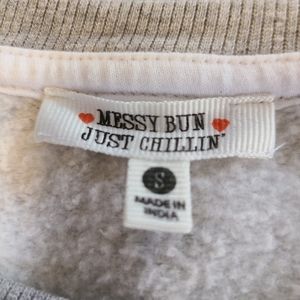 MESSY BUN
JUST CHILLIN'
S
MADE IN
INDIA